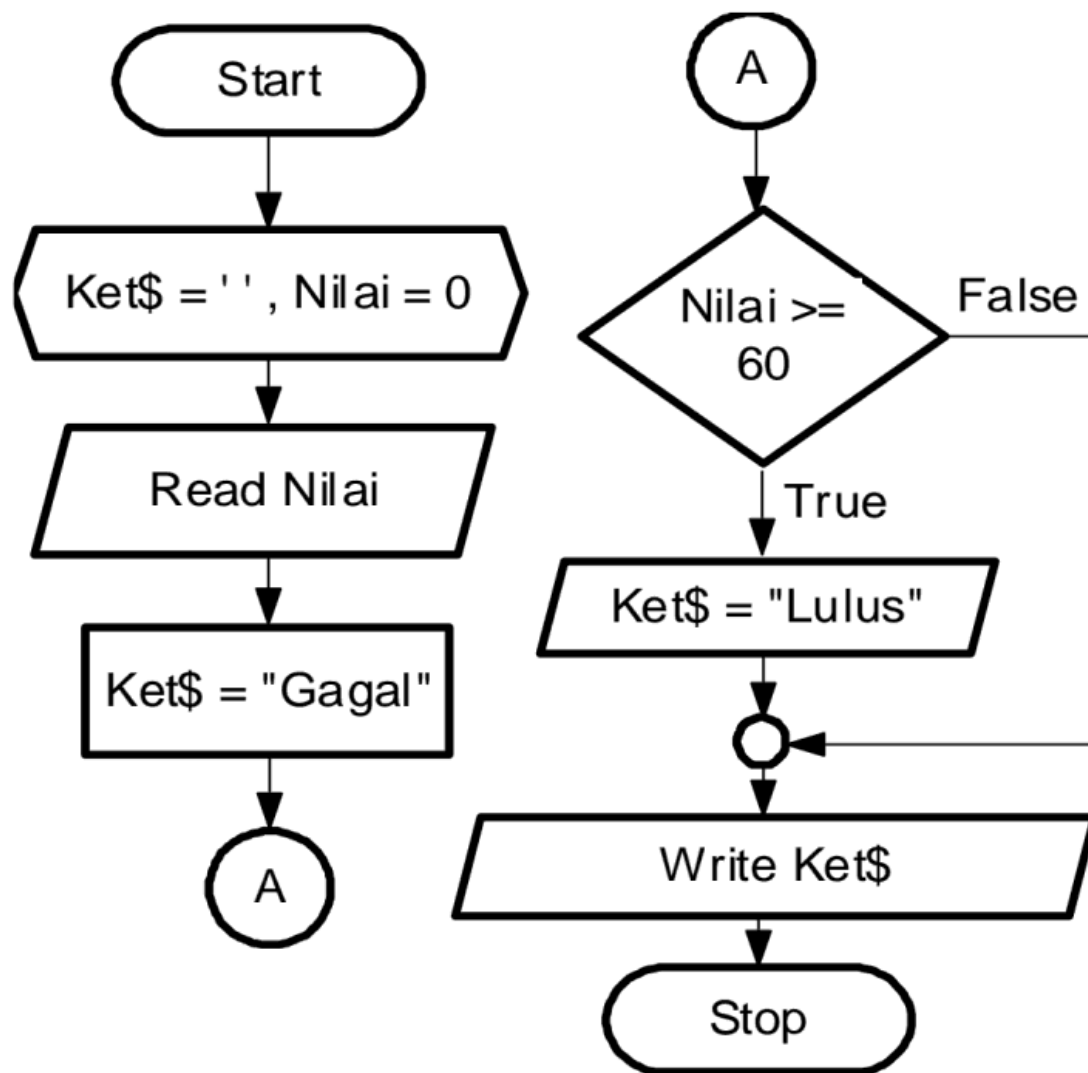 Start
Ket$ = ' ' , Nilai = 0
Read Nilai
Ket$ = "Gagal"
A
A
Nilai >=
60
False
True
Ket$ = "Lulus"
Write Ket$
Stop